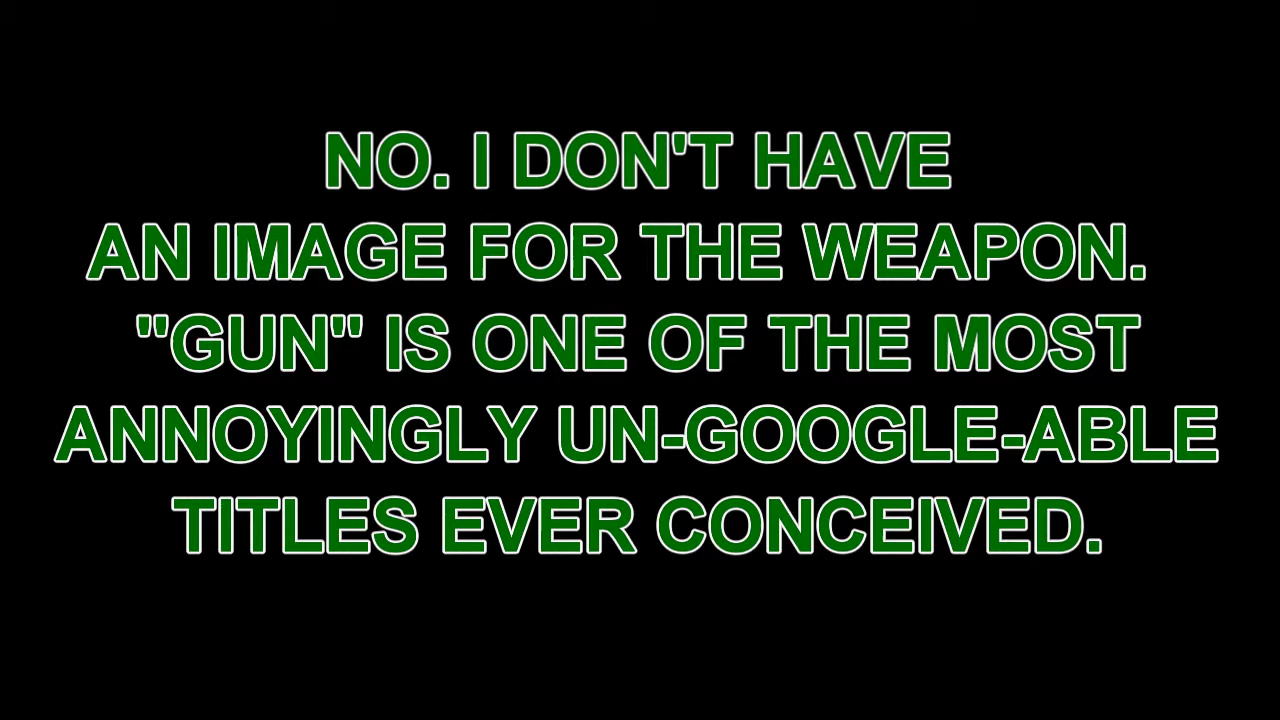 NO. I DON'T HAVE
AN IMAGE FOR THE WEAPON.
"GUN" IS ONE OF THE MOST
ANNOYINGLY UN-GOOGLE-ABLE
TITLES EVER CONCEIVED.